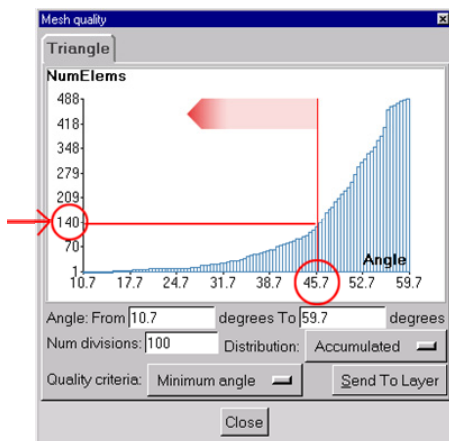 Mesh quality
Triangle
NumElems
488
418
348
279
209
140
70
1
Angle
10.7 17.7 24.7 31.7 38.7 45.7 52.7 59.7
Angle: From 10.7 degrees To 59.7 degrees
Num divisions: 100 Distribution: Accumulated
Quality criteria: Minimum angle Send To Layer
Close